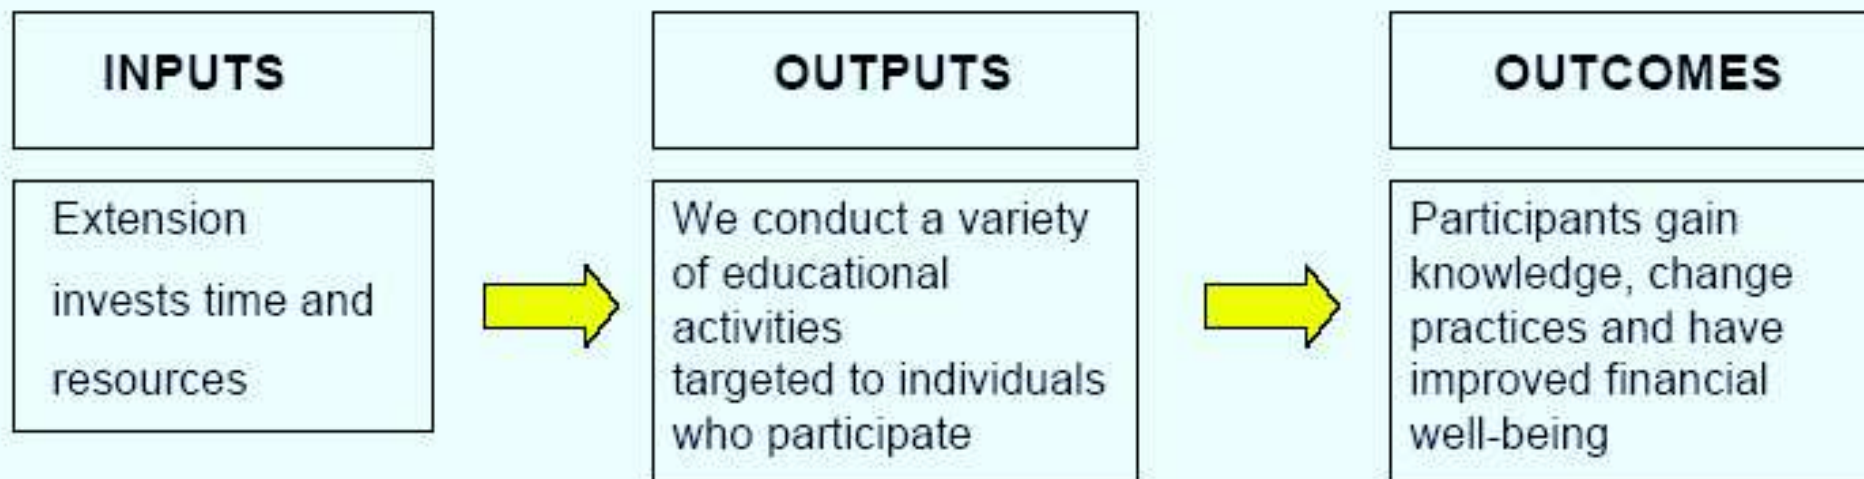 INPUTS
OUTPUTS
OUTCOMES
Extension
invests time and
resources
We conduct a variety
of educational
activities
targeted to individuals
who participate
Participants gain
knowledge, change
practices and have
improved financial
well-being